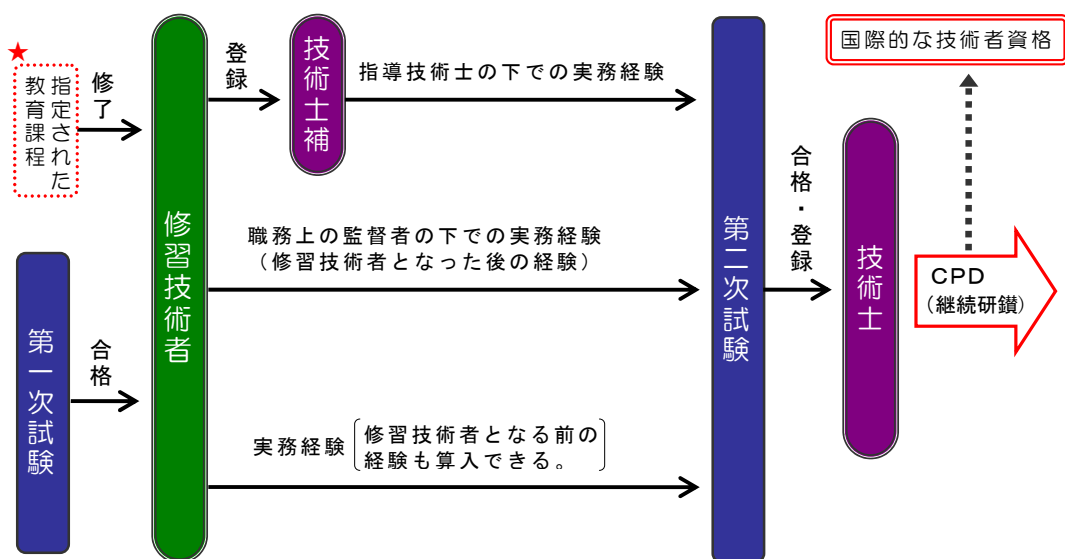 ★
指定された
教育課程
修了
第一次試験
合格
修習技術者
登録
技術士補
指導技術士の下での実務経験
職務上の監督者の下での実務経験
（修習技術者となった後の経験）
実務経験 修習技術者となる前の
経験も算入できる。
第二次試験
合格・登録
技術士
国際的な技術者資格
CPD
（継続研鑚）